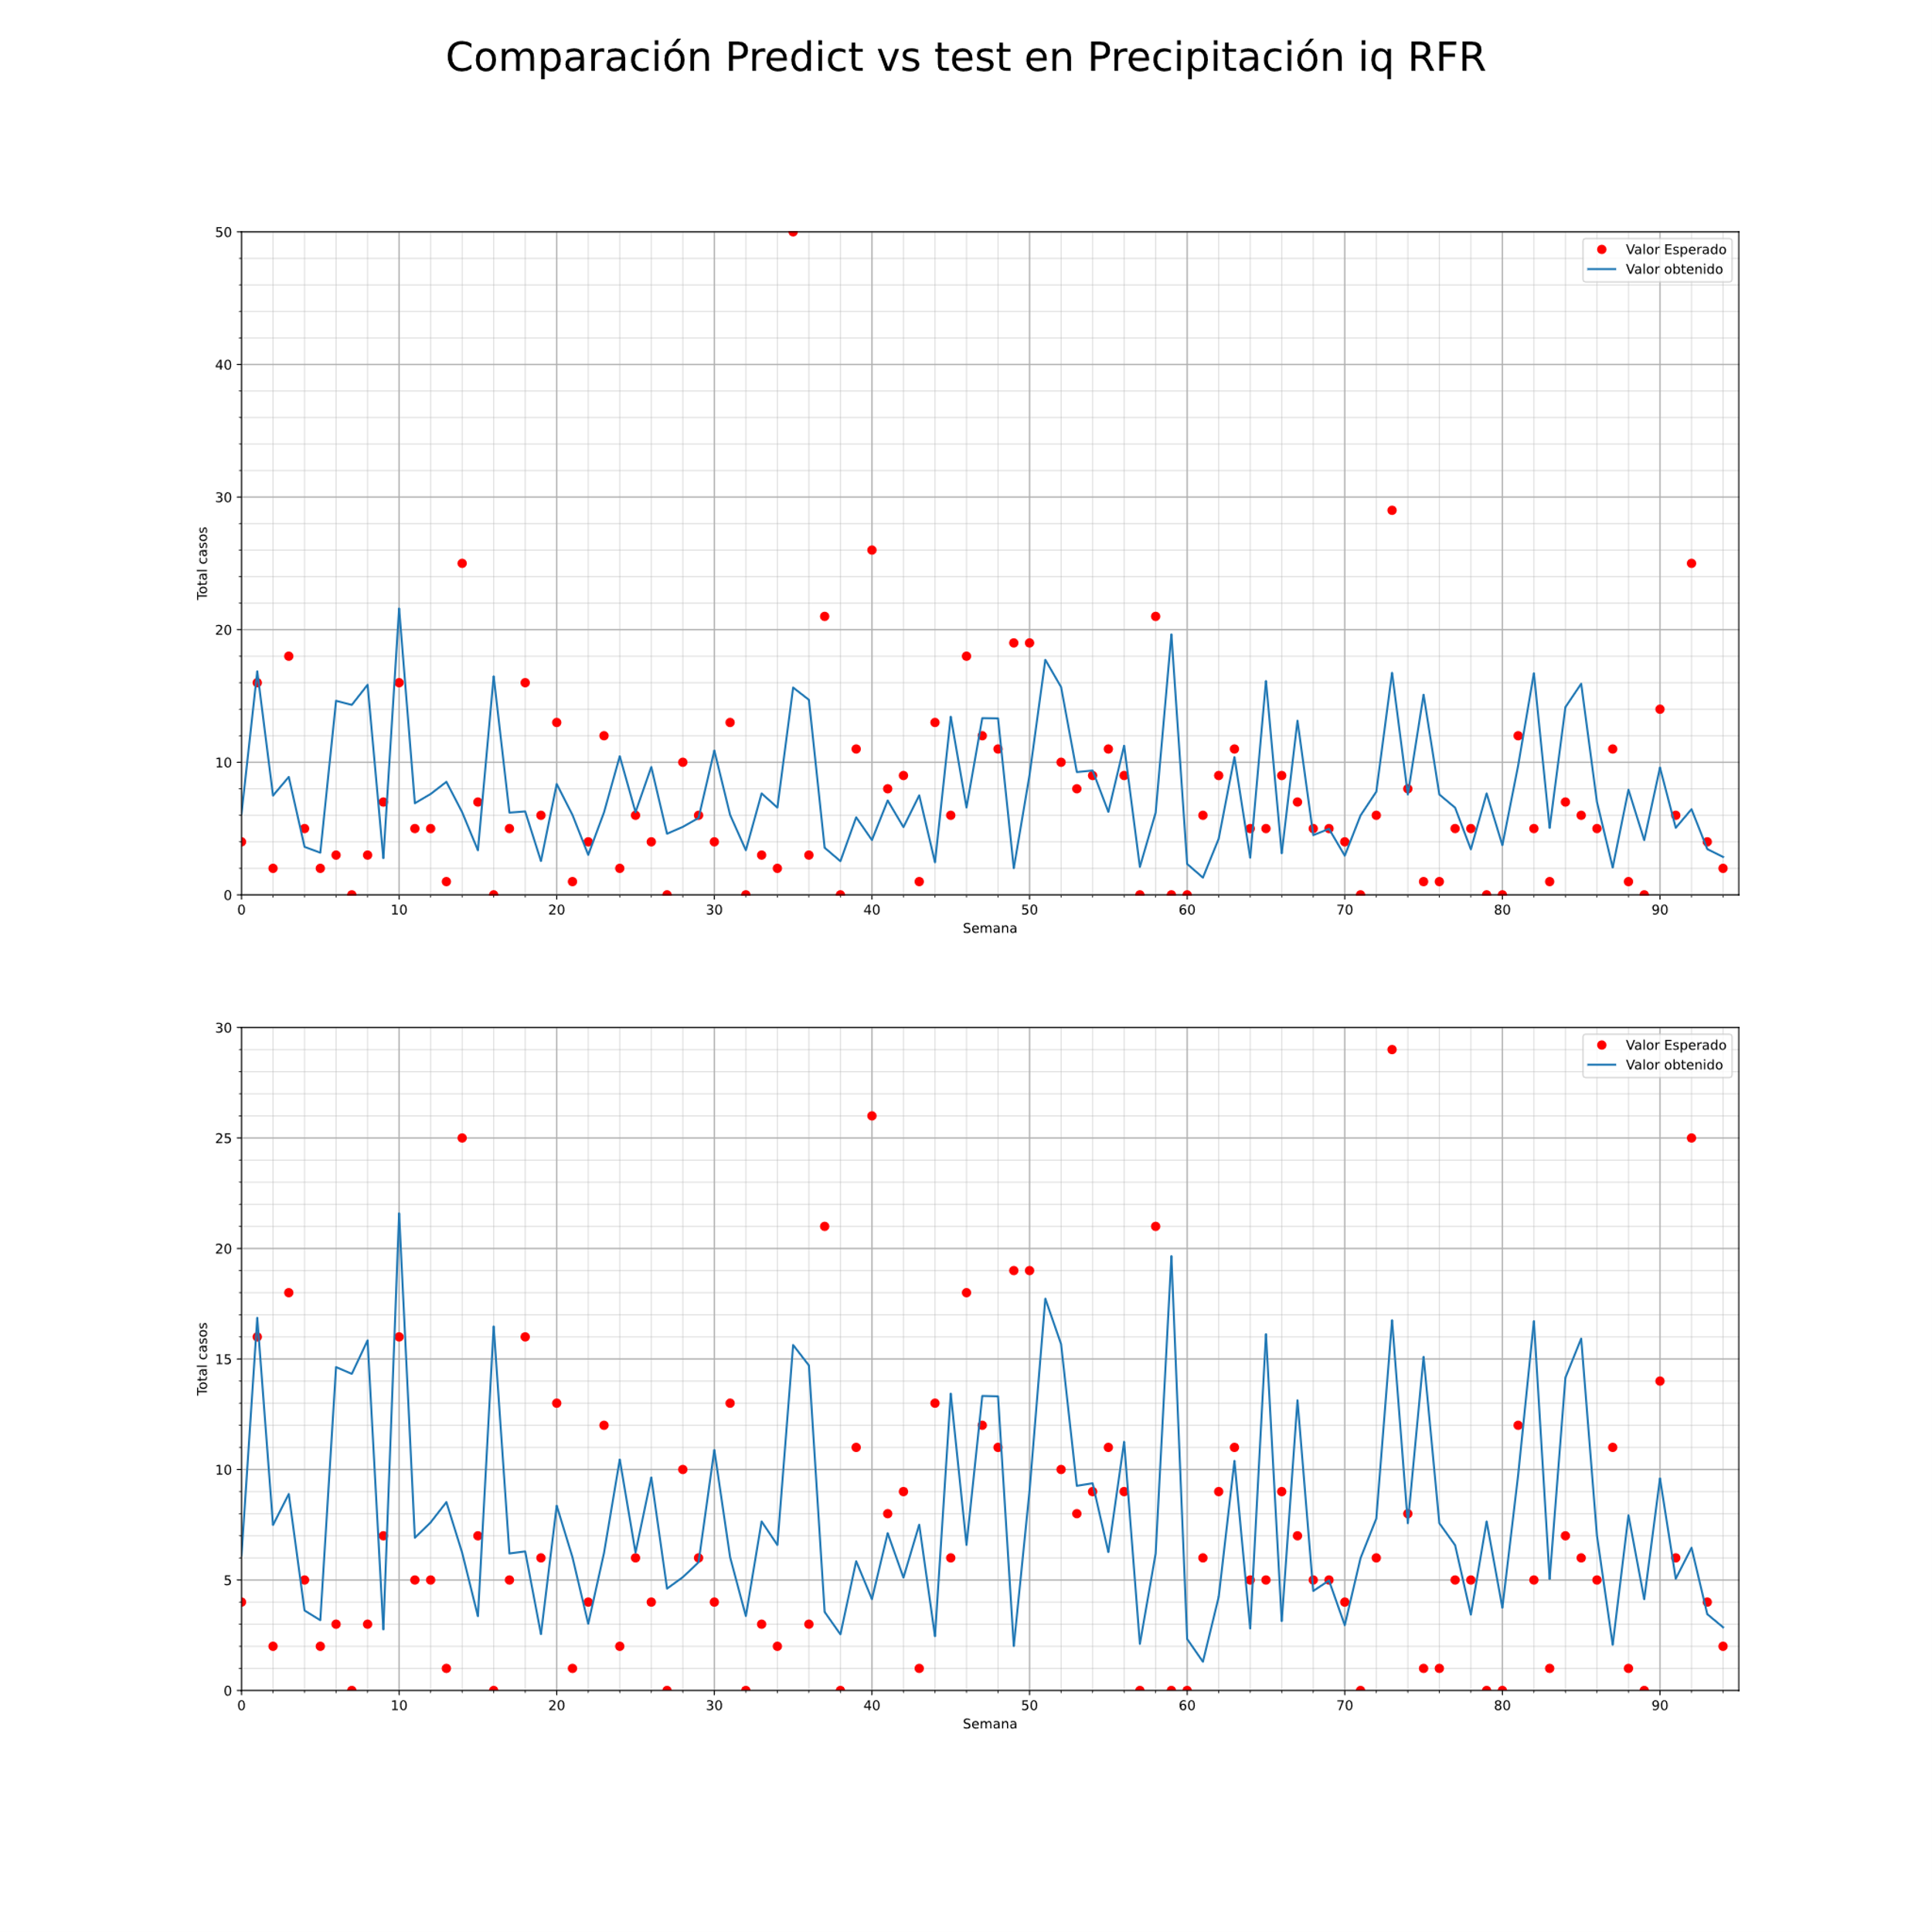 Comparación Predict vs test en Precipitación iq RFR
50
40
30
20
10
0
Total casos
Valor Esperado
Valor obtenido
0 10 20 30 40 50 60 70 80 90
Semana
30
25
20
15
10
5
0
Total casos
Valor Esperado
Valor obtenido
0 10 20 30 40 50 60 70 80 90
Semana